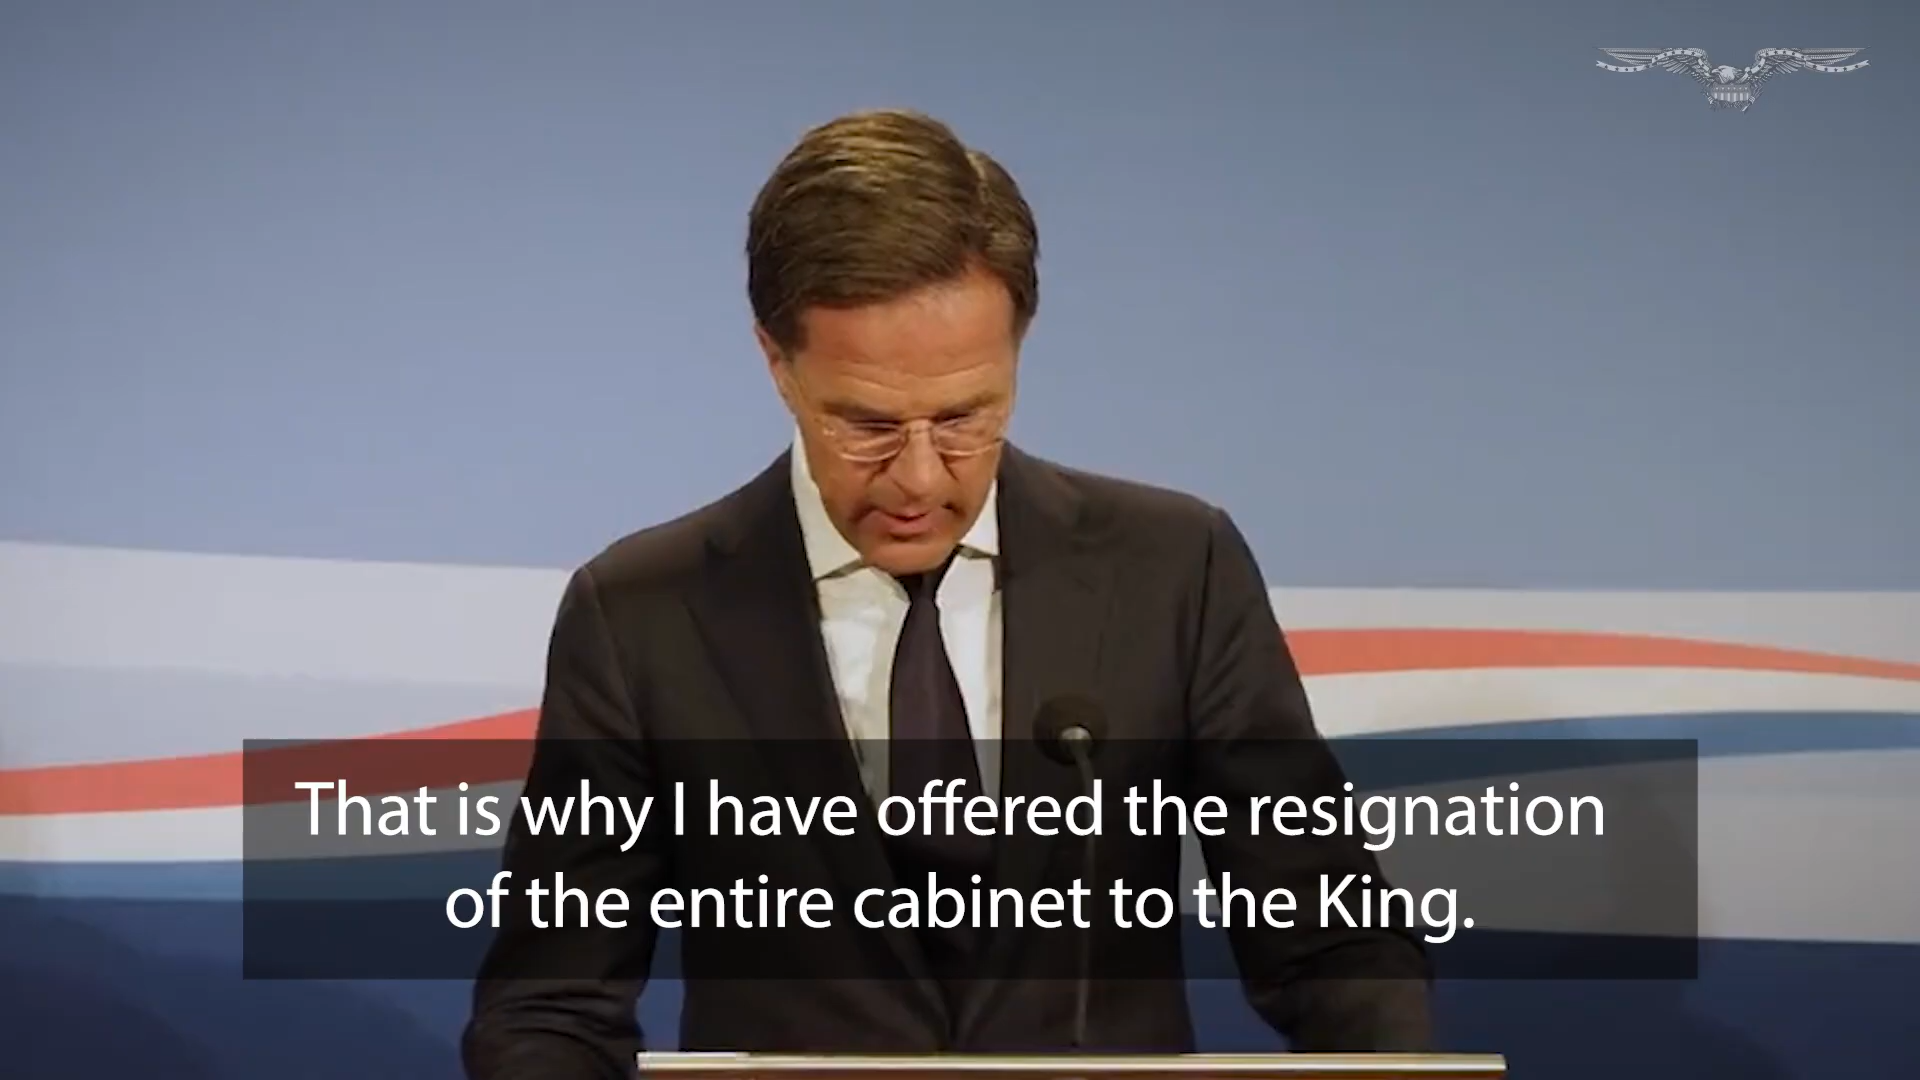 That is why I have offered the resignation
of the entire cabinet to the King.